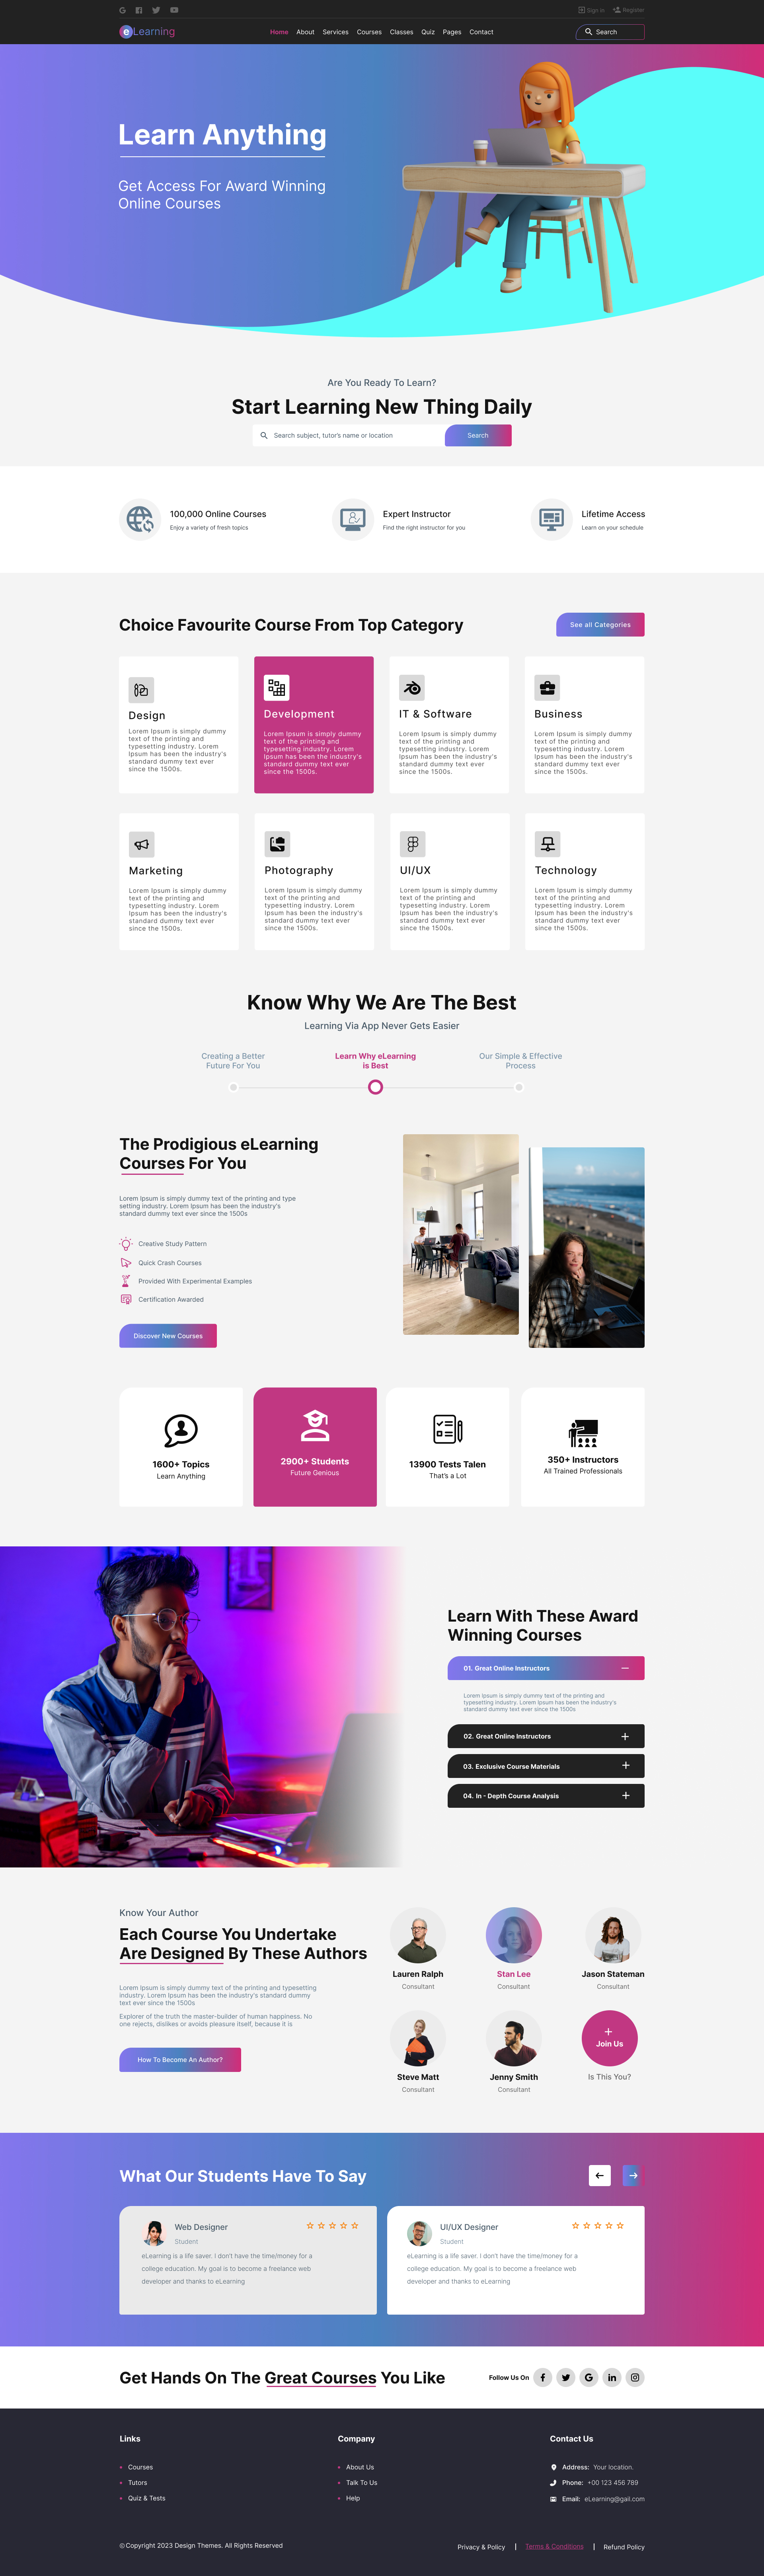 Sign In
Register
eLearning
Home
About
Services
Courses
Classes
Quiz
Pages
Contact
Search
Learn Anything
Get Access For Award Winning
Online Courses
Are You Ready To Learn?
Start Learning New Thing Daily
Search subject, tutor's name or location
Search
100,000 Online Courses
Enjoy a variety of fresh topics
Expert Instructor
Find the right instructor for you
Lifetime Access
Learn on your schedule
Choice Favourite Course From Top Category
See all Categories
Design
Lorem Ipsum is simply dummy
text of the printing and
typesetting industry. Lorem
Ipsum has been the industry's
standard dummy text ever
since the 1500s.
Development
Lorem Ipsum is simply dummy
text of the printing and
typesetting industry. Lorem
Ipsum has been the industry's
standard dummy text ever
since the 1500s.
IT & Software
Lorem Ipsum is simply dummy
text of the printing and
typesetting industry. Lorem
Ipsum has been the industry's
standard dummy text ever
since the 1500s.
Business
Lorem Ipsum is simply dummy
text of the printing and
typesetting industry. Lorem
Ipsum has been the industry's
standard dummy text ever
since the 1500s.
Marketing
Lorem Ipsum is simply dummy
text of the printing and
typesetting industry. Lorem
Ipsum has been the industry's
standard dummy text ever
since the 1500s.
Photography
Lorem Ipsum is simply dummy
text of the printing and
typesetting industry. Lorem
Ipsum has been the industry's
standard dummy text ever
since the 1500s.
UI/UX
Lorem Ipsum is simply dummy
text of the printing and
typesetting industry. Lorem
Ipsum has been the industry's
standard dummy text ever
since the 1500s.
Technology
Lorem Ipsum is simply dummy
text of the printing and
typesetting industry. Lorem
Ipsum has been the industry's
standard dummy text ever
since the 1500s.
Know Why We Are The Best
Learning Via App Never Gets Easier
Creating a Better
Future For You
Learn Why eLearning
is Best
Our Simple & Effective
Process
The Prodigious eLearning
Courses For You
Lorem Ipsum is simply dummy text of the printing and type
setting industry. Lorem Ipsum has been the industry's
standard dummy text ever since the 1500s
Creative Study Pattern
Quick Crash Courses
Provided With Experimental Examples
Certification Awarded
Discover New Courses
1600+ Topics
Learn Anything
2900+ Students
Future Genious
13900 Tests Talen
That's a Lot
350+ Instructors
All Trained Professionals
Learn With These Award
Winning Courses
01. Great Online Instructors
Lorem Ipsum is simply dummy text of the printing and
typesetting industry. Lorem Ipsum has been the industry's
standard dummy text ever since the 1500s
02. Great Online Instructors
03. Exclusive Course Materials
04. In - Depth Course Analysis
Know Your Author
Each Course You Undertake
Are Designed By These Authors
Lorem Ipsum is simply dummy text of the printing and typesetting
industry. Lorem Ipsum has been the industry's standard dummy
text ever since the 1500s
Explorer of the truth the master-builder of human happiness. No
one rejects, dislikes or avoids pleasure itself, because it is
How To Become An Author?
Lauren Ralph
Consultant
Stan Lee
Consultant
Jason Stateman
Consultant
Steve Matt
Consultant
Jenny Smith
Consultant
Join Us
Is This You?
What Our Students Have To Say
Web Designer
Student
eLearning is a life saver. I don't have the time/money for a
college education. My goal is to become a freelance web
developer and thanks to eLearning
UI/UX Designer
Student
eLearning is a life saver. I don't have the time/money for a
college education. My goal is to become a freelance web
developer and thanks to eLearning
Get Hands On The Great Courses You Like
Follow Us On
Links
Courses
Tutors
Quiz & Tests
Company
About Us
Talk To Us
Help
Contact Us
Address: Your location.
Phone: +00 123 456 789
Email: eLearning@gail.com
©Copyright 2023 Design Themes. All Rights Reserved
Privacy & Policy | Terms & Conditions | Refund Policy